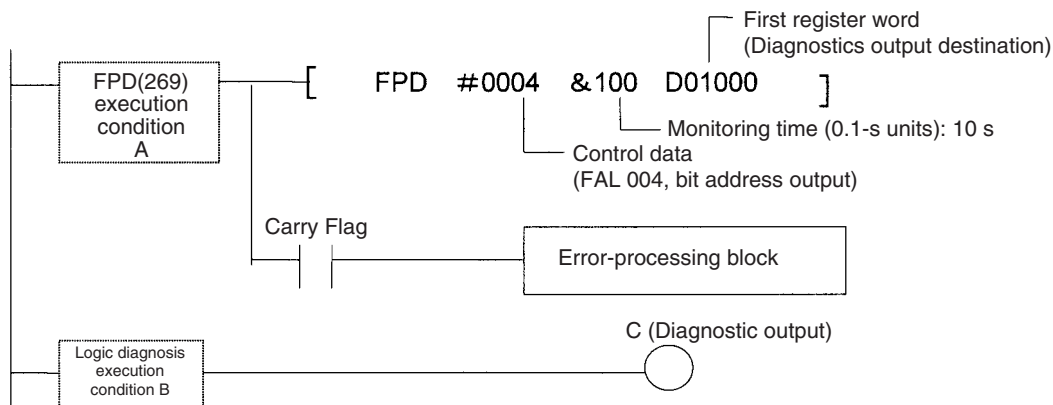 First register word
(Diagnostics output destination)
FPD(269)
execution
condition
A
[ FPD #0004 &100 D01000 ]
Monitoring time (0.1-s units): 10 s
Control data
(FAL 004, bit address output)
Carry Flag
Error-processing block
C (Diagnostic output)
Logic diagnosis
execution
condition B